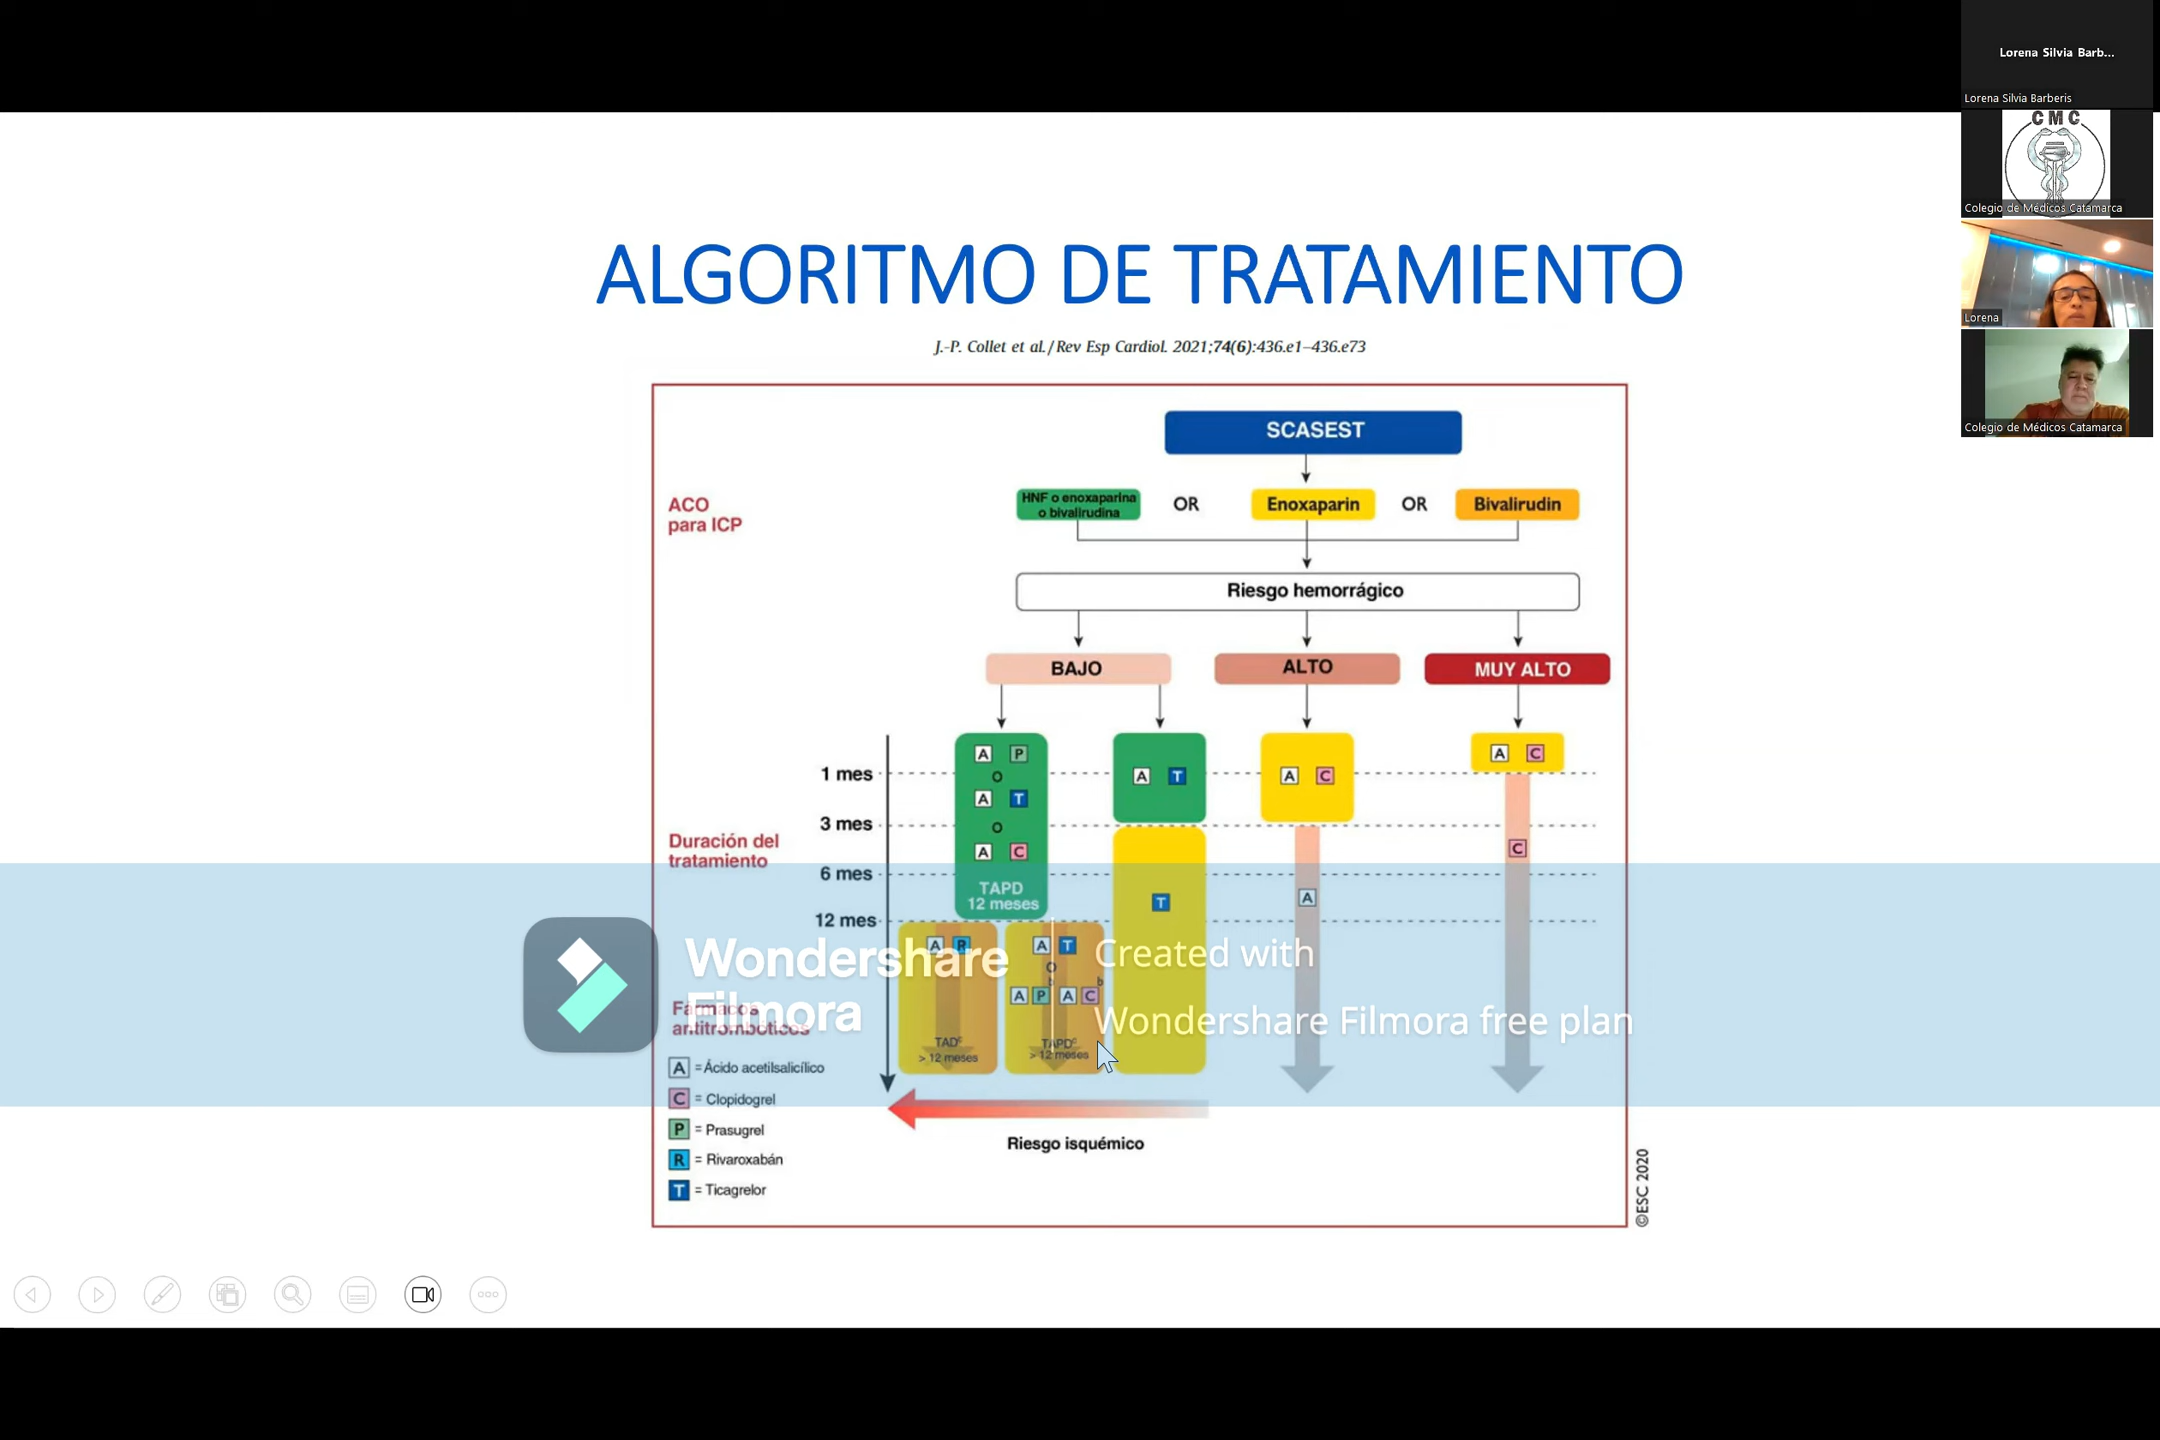 Lorena Silvia Barb...
Lorena Silvia Barberis
CMC
Colegio de Médicos Catamarca
Lorena
Colegio de Médicos Catamarca
ALGORITMO DE TRATAMIENTO
J.-P. Collet et al. / Rev Esp Cardiol. 2021;74(6):436.e1–436.e73
SCASEST
ACO
para ICP
HNF o enoxaparina
o bivalirudina
OR
Enoxaparin
OR
Bivalirudin
Riesgo hemorrágico
BAJO
ALTO
MUY ALTO
1 mes
3 mes
6 mes
12 mes
Duración del
tratamiento
A P
o
A T
o
A C
TAPD
12 meses
A T
T
A C
A
A C
C
A R
TADc
> 12 meses
A T
O
b b
A P A C
TAPDc
> 12 meses
Wondershare
Filmora
Created with
Wondershare Filmora free plan
Fármacos
antitrombóticos
A = Ácido acetilsalicílico
C = Clopidogrel
P = Prasugrel
R = Rivaroxabán
T = Ticagrelor
Riesgo isquémico
©ESC 2020